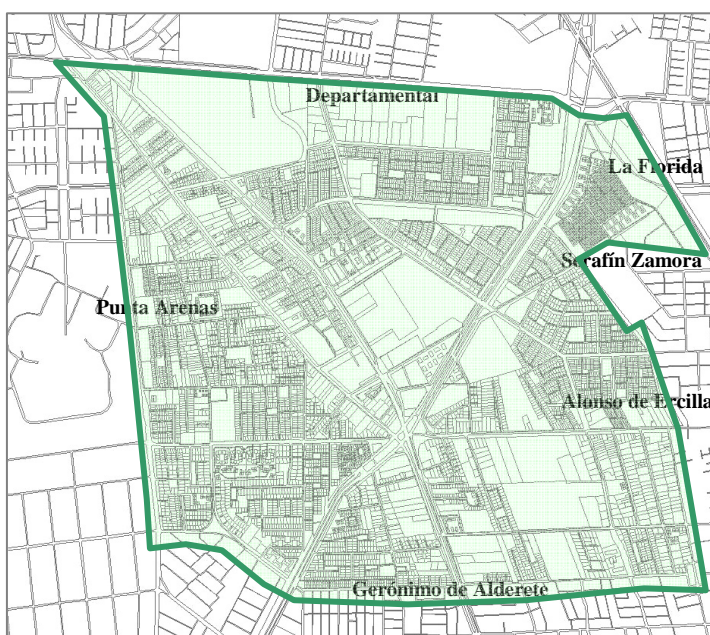 Departamental
La Florida
Serafín Zamora
Punta Arenas
Alonso de Ercilla
Gerónimo de Alderete